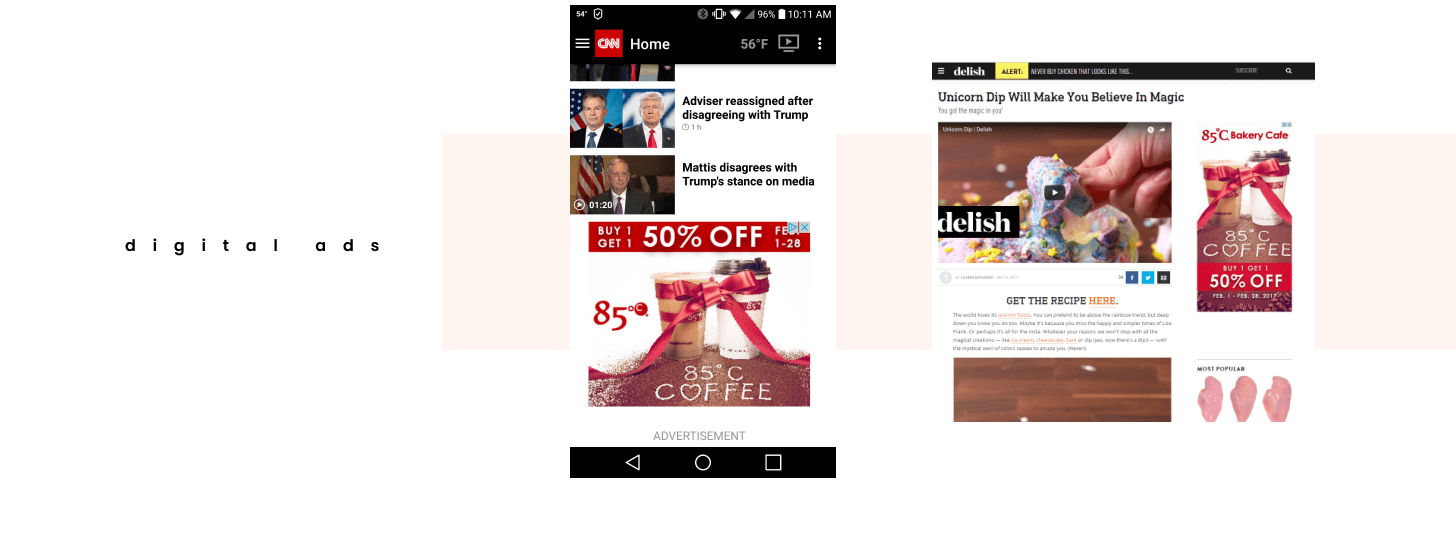 digital ads
54°
96% 10:11 AM
CNN Home 56°F
Adviser reassigned after
disagreeing with Trump
1 h
Mattis disagrees with
Trump's stance on media
01:20
BUY 1
GET 1
50% OFF
1-28
85°C
85°C
COFFEE
ADVERTISEMENT
delish ALERT: NEVER BUY CHICKEN THAT LOOKS LIKE THIS... SUBSCRIBE
Unicorn Dip Will Make You Believe In Magic
You got the magic in you!
Unicorn Dip | Delish
delish
24
GET THE RECIPE HERE.
The world loves its unicorn foods. You can pretend to be above the rainbow trend, but deep
down you know you do too. Maybe it's because you miss the happy and simpler times of Lisa
Frank. Or perhaps it's all for the insta. Whatever your reason, we won't stop with all the
magical creations — like ice cream, cheesecake, bark or dip (yes, now there's a dip!) — until
the mystical swirl of colors ceases to amaze you. (Never!)
85°C Bakery Cafe
85°C
COFFEE
BUY 1 GET 1
50% OFF
FEB. 1 - FEB. 28, 2017
MOST POPULAR